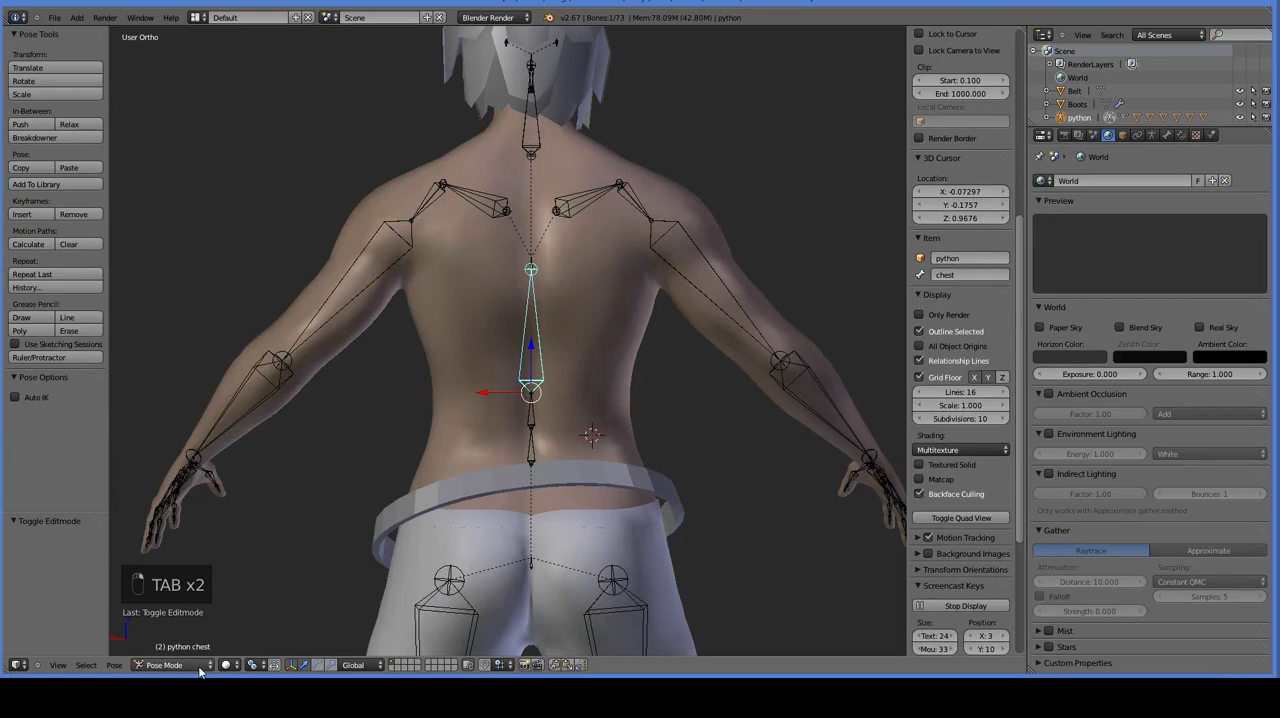 File Add Window Help Default Scene Blender Render v2.67 | Bones:1/73 | Mem:78.09M (42.80M) | python
Pose Tools
Transform:
Translate
Rotate
Scale
In-Between:
Push Relax
Breakdowner
Pose:
Copy Paste
Add To Library
Keyframes:
Insert Remove
Motion Paths:
Calculate Clear
Repeat:
Repeat Last
History...
Grease Pencil:
Draw Line
Poly Erase
Use Sketching Sessions
Ruler/Protractor
Pose Options
Auto IK
Toggle Editmode
User Ortho
TAB x2
Last: Toggle Editmode
(2) python chest
View Select Pose Pose Mode Global
Lock to Cursor
Lock Camera to View
Clip:
Start: 0.100
End: 1000.000
Local Camera:
Render Border
3D Cursor
Location:
X: -0.07297
Y: -0.1757
Z: 0.9676
Item
python
chest
Display
Only Render
Outline Selected
All Object Origins
Relationship Lines
Grid Floor X Y Z
Lines: 16
Scale: 1.000
Subdivisions: 10
Shading:
Multitexture
Textured Solid
Matcap
Backface Culling
Toggle Quad View
Motion Tracking
Background Images
Transform Orientations
Screencast Keys
Stop Display
Size: Position:
Text: 24 X: 3
Mou: 33 Y: 10
View Search All Scenes
Scene
RenderLayers
World
Belt
Boots
python
World
World F
Preview
World
Paper Sky Blend Sky Real Sky
Horizon Color: Zenith Color: Ambient Color:
Exposure: 0.000 Range: 1.000
Ambient Occlusion
Factor: 1.00 Add
Environment Lighting
Energy: 1.000 White
Indirect Lighting
Factor: 1.00 Bounces: 1
Only works with Approximate gather method
Gather
Raytrace Approximate
Attenuation: Sampling:
Distance: 10.000 Constant QMC
Falloff Samples: 5
Strength: 0.000
Mist
Stars
Custom Properties